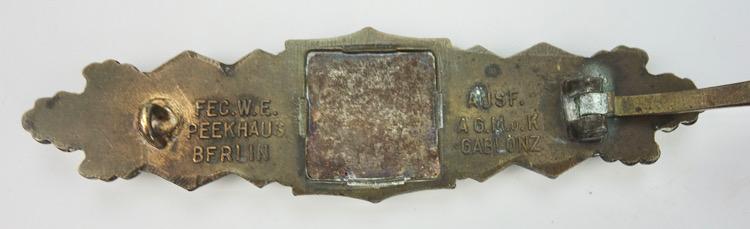 FEC.W.E.
PEEKHAUS
BERLIN
AUSF.
A G.M.u.K
GABLONZ